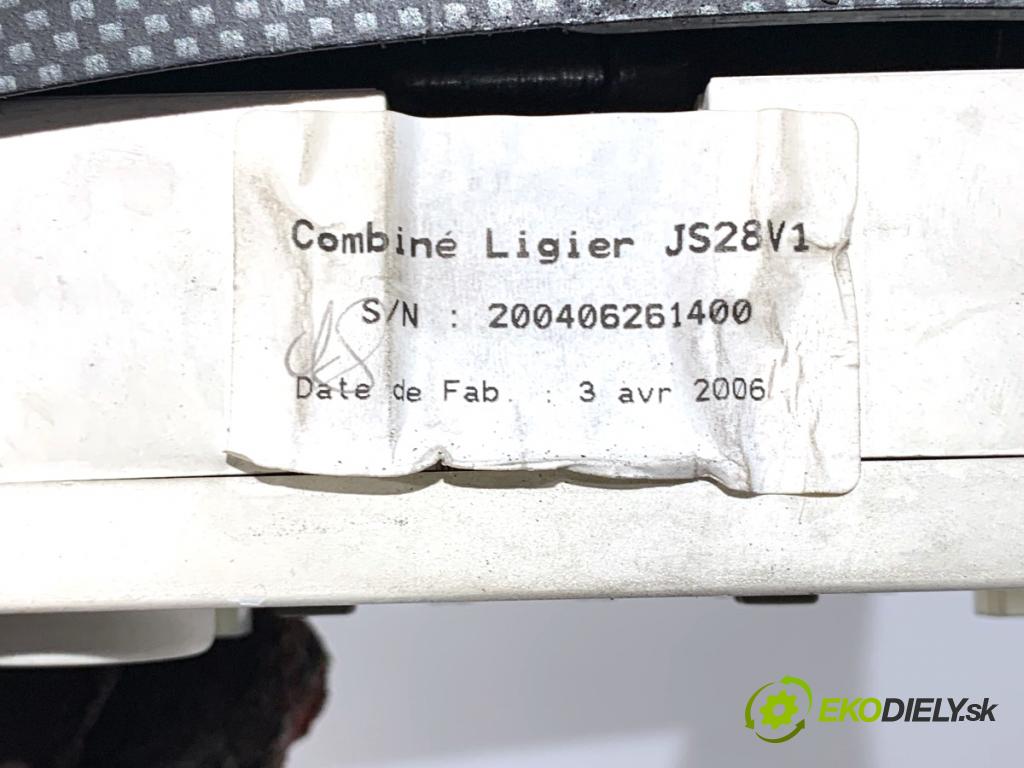 Combiné Ligier JS28V1
S/N : 200406261400
Date de Fab. : 3 avr 2006
EKODIELY.sk